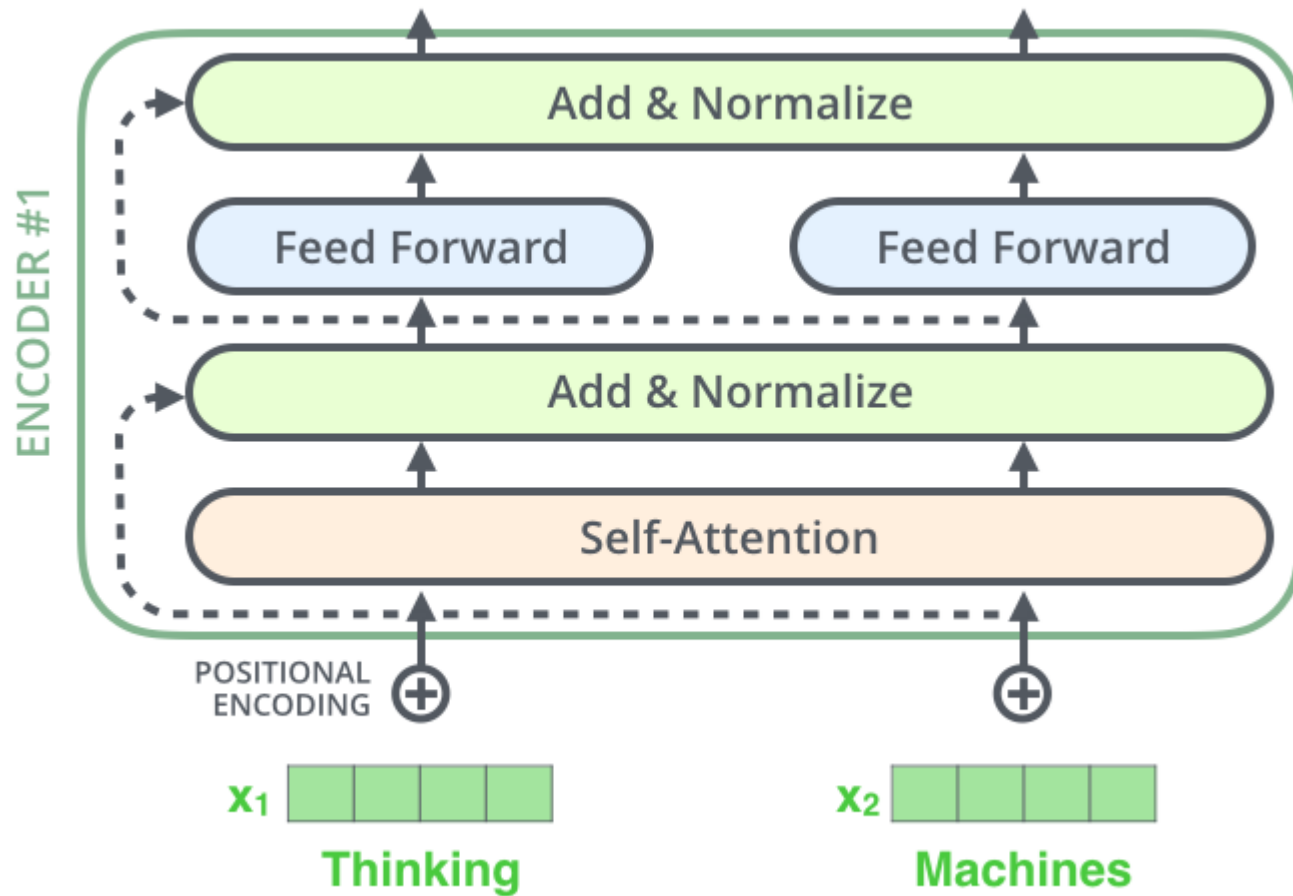 ENCODER #1
Add & Normalize
Feed Forward
Feed Forward
Add & Normalize
Self-Attention
POSITIONAL
ENCODING
x₁
x₂
Thinking
Machines